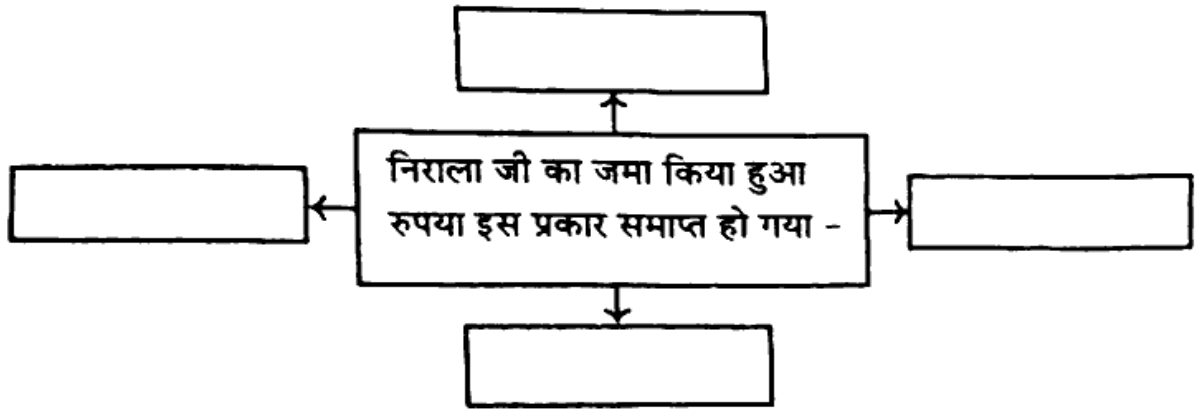 निराला जी का जमा किया हुआ
रुपया इस प्रकार समाप्त हो गया -